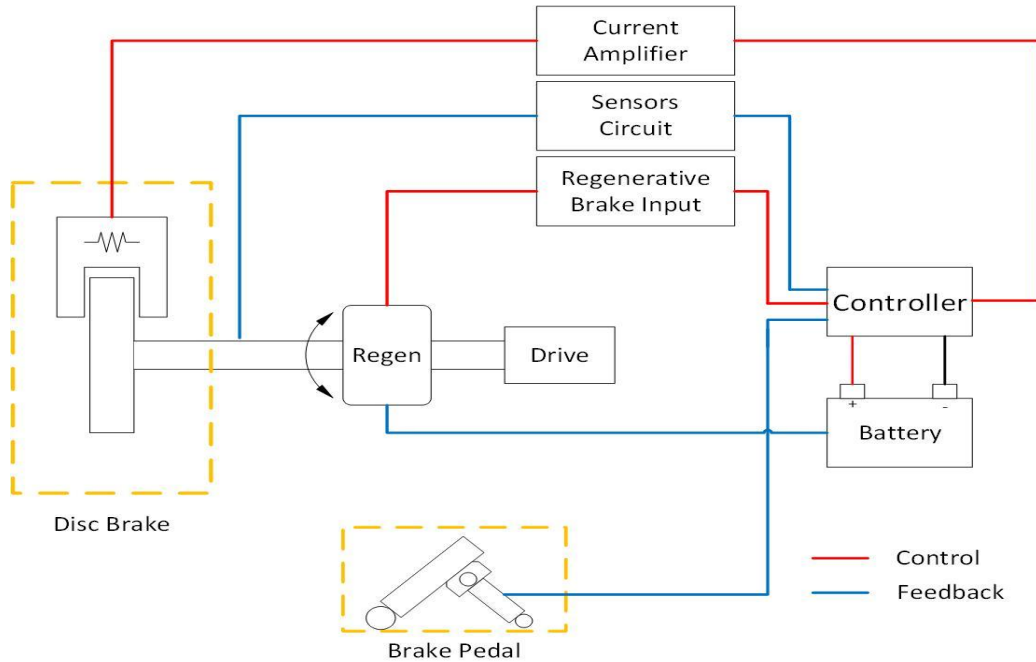 Current
Amplifier
Sensors
Circuit
Regenerative
Brake Input
Controller
Regen
Drive
+
-
Battery
Disc Brake
Control
Feedback
Brake Pedal